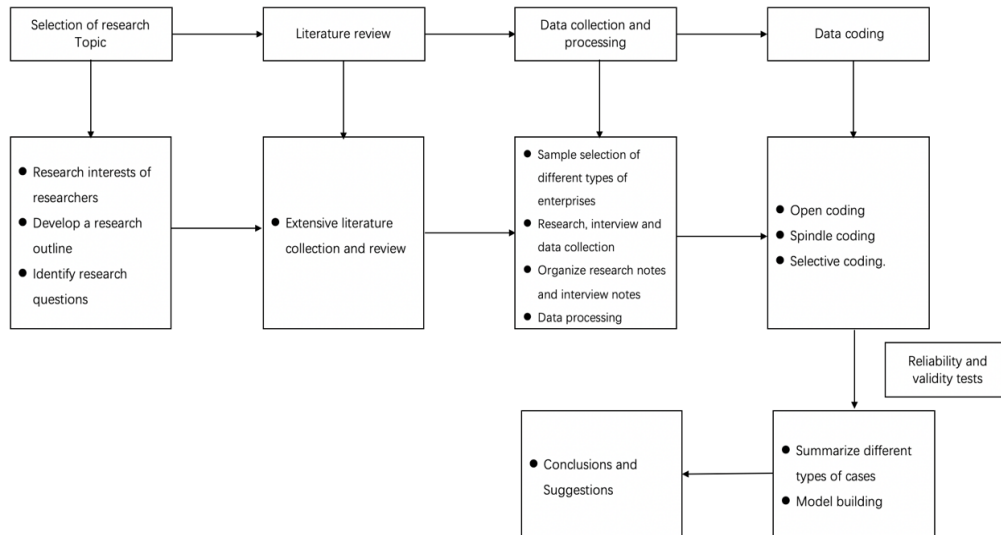 Selection of research
Topic
Literature review
Data collection and
processing
Data coding
● Research interests of
researchers
● Develop a research
outline
● Identify research
questions
● Extensive literature
collection and review
● Sample selection of
different types of
enterprises
● Research, interview and
data collection
● Organize research notes
and interview notes
● Data processing
● Open coding
● Spindle coding
● Selective coding.
Reliability and
validity tests
● Summarize different
types of cases
● Model building
● Conclusions and
Suggestions